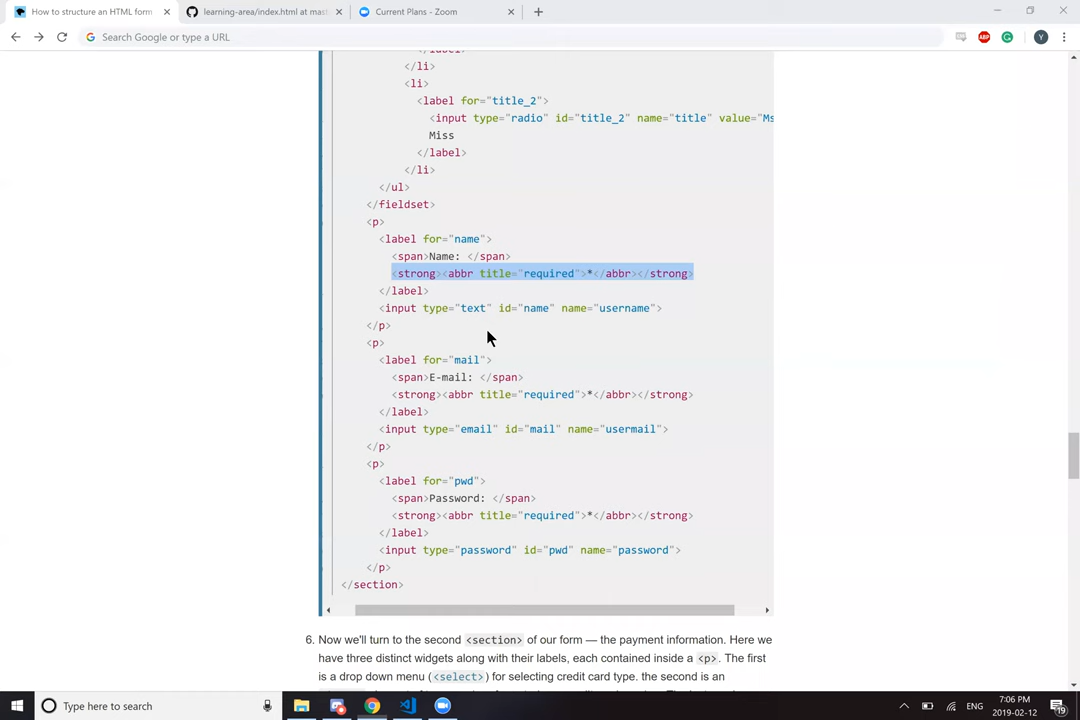 How to structure an HTML form
learning-area/index.html at mast
Current Plans - Zoom
Search Google or type a URL
ABP
Y
</label>
</li>
<li>
<label for="title_2">
<input type="radio" id="title_2" name="title" value="Ms
Miss
</label>
</li>
</ul>
</fieldset>
<p>
<label for="name">
<span>Name: </span>
<strong><abbr title="required">*</abbr></strong>
</label>
<input type="text" id="name" name="username">
</p>
<p>
<label for="mail">
<span>E-mail: </span>
<strong><abbr title="required">*</abbr></strong>
</label>
<input type="email" id="mail" name="usermail">
</p>
<p>
<label for="pwd">
<span>Password: </span>
<strong><abbr title="required">*</abbr></strong>
</label>
<input type="password" id="pwd" name="password">
</p>
</section>
6. Now we'll turn to the second <section> of our form — the payment information. Here we
have three distinct widgets along with their labels, each contained inside a <p>. The first
is a drop down menu (<select>) for selecting credit card type. the second is an
Type here to search
ENG
7:06 PM
2019-02-12
19